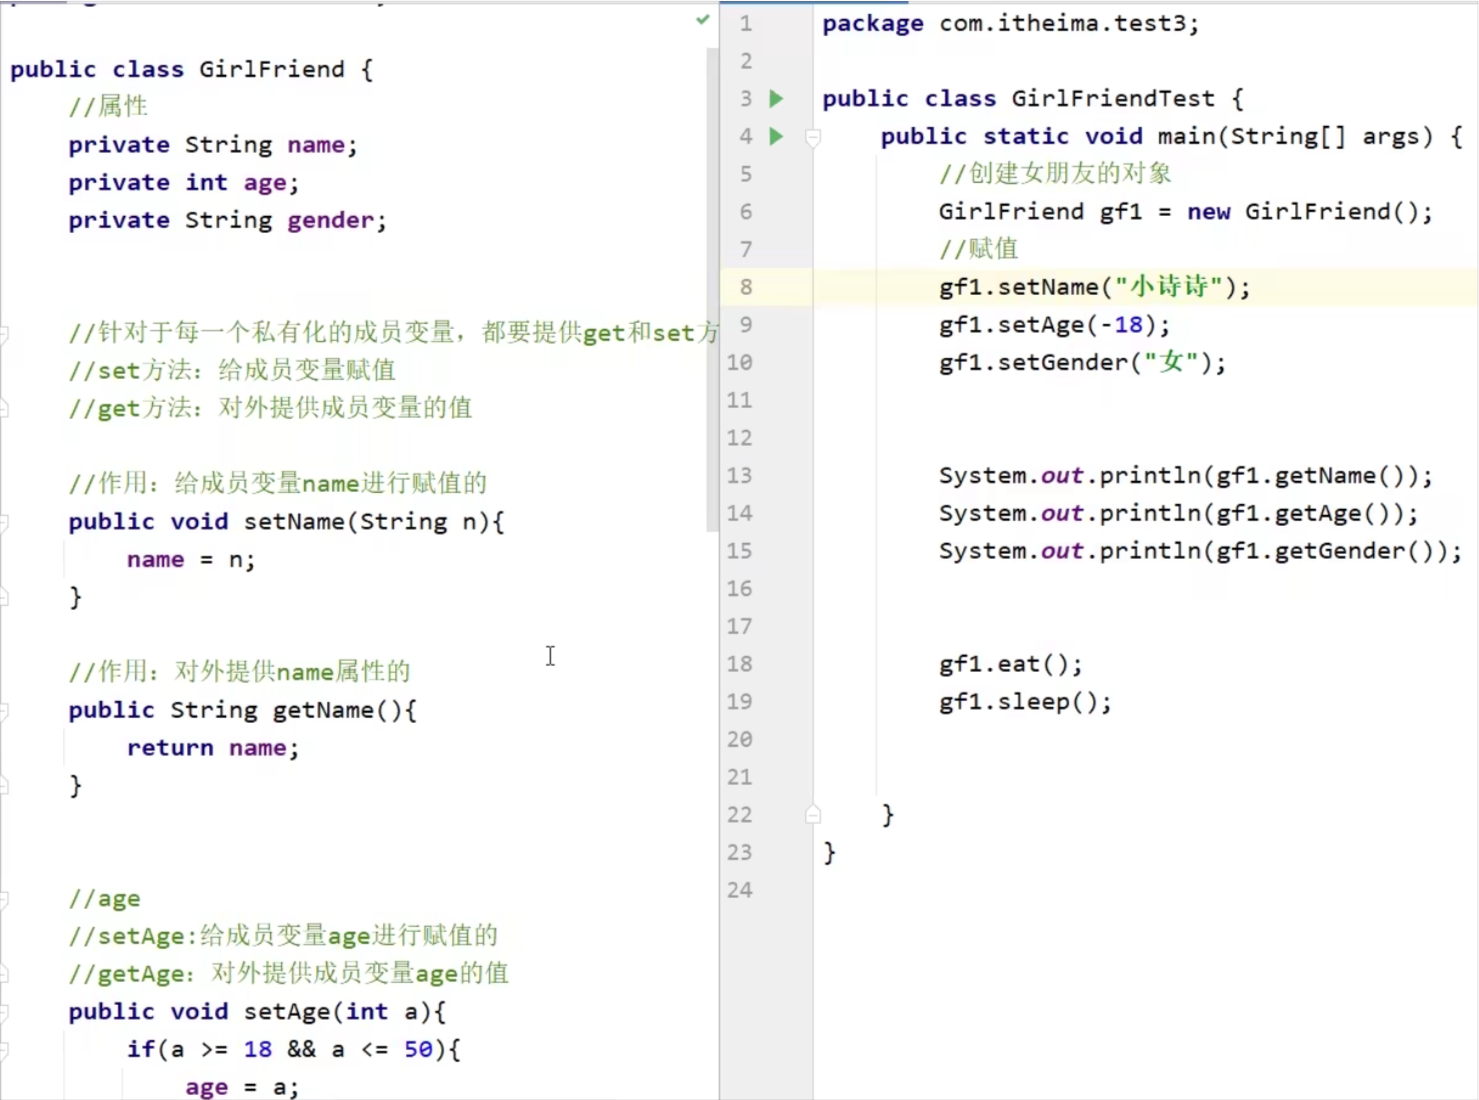 public class GirlFriend {
//属性
private String name;
private int age;
private String gender;
//针对于每一个私有化的成员变量，都要提供get和set方
//set方法：给成员变量赋值
//get方法：对外提供成员变量的值
//作用：给成员变量name进行赋值的
public void setName(String n){
name = n;
}
//作用：对外提供name属性的
public String getName(){
return name;
}
//age
//setAge:给成员变量age进行赋值的
//getAge：对外提供成员变量age的值
public void setAge(int a){
if(a >= 18 && a <= 50){
age = a;
1 package com.itheima.test3;
2
3 public class GirlFriendTest {
4 public static void main(String[] args) {
5 //创建女朋友的对象
6 GirlFriend gf1 = new GirlFriend();
7 //赋值
8 gf1.setName("小诗诗");
9 gf1.setAge(-18);
10 gf1.setGender("女");
11
12
13 System.out.println(gf1.getName());
14 System.out.println(gf1.getAge());
15 System.out.println(gf1.getGender());
16
17
18 gf1.eat();
19 gf1.sleep();
20
21
22 }
23 }
24